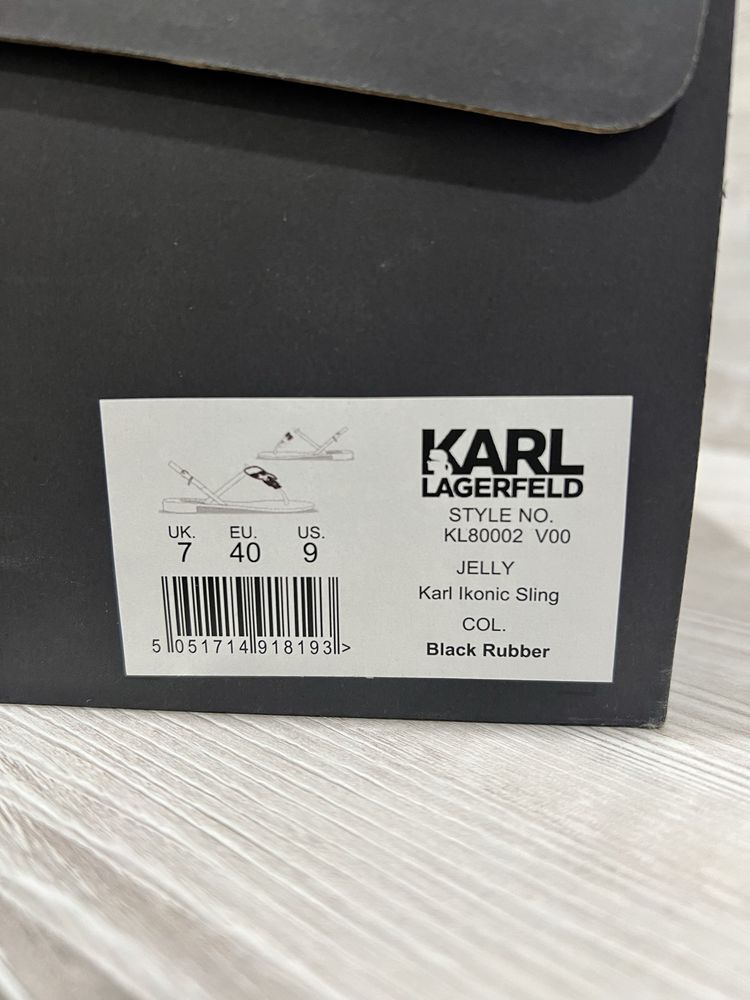 KARL
LAGERFELD
STYLE NO.
KL80002 V00
JELLY
Karl Ikonic Sling
COL.
Black Rubber
UK. EU. US.
7 40 9
5 051714 918193 >